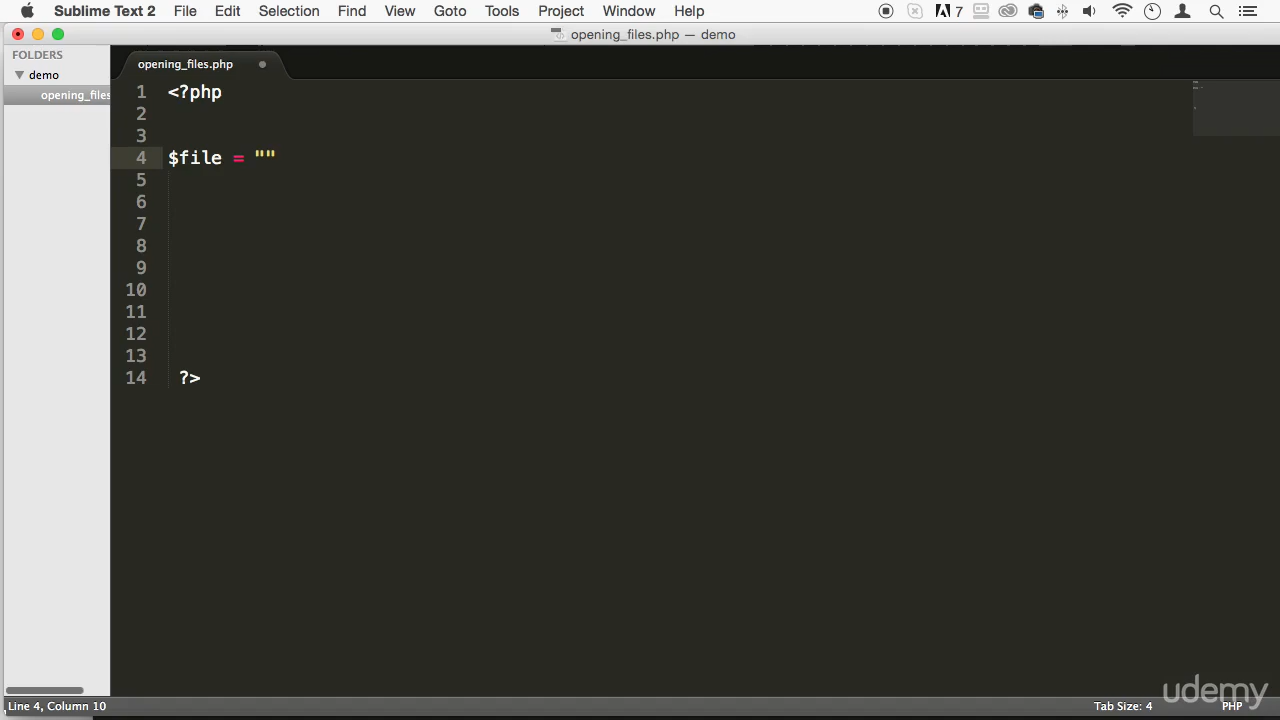 Sublime Text 2 File Edit Selection Find View Goto Tools Project Window Help 7
opening_files.php — demo
FOLDERS
demo
opening_files
opening_files.php
1 <?php
2
3
4 $file = ""
5
6
7
8
9
10
11
12
13
14 ?>
udemy
Line 4, Column 10 Tab Size: 4 PHP